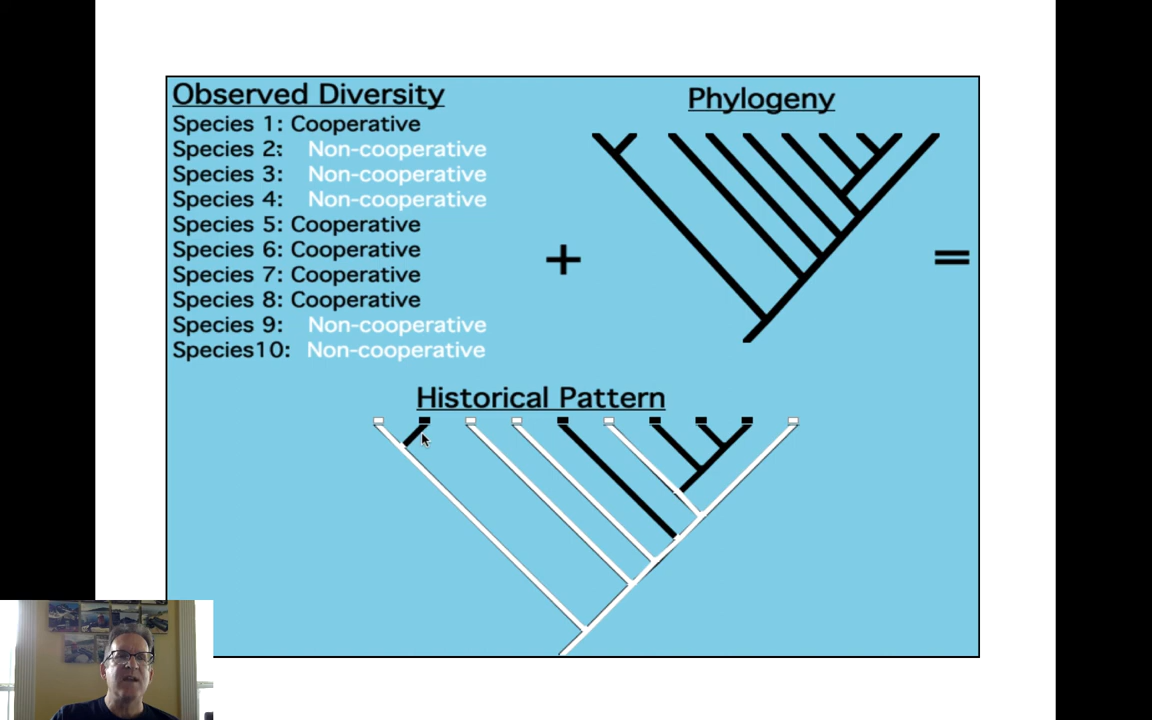 Observed Diversity
Species 1: Cooperative
Species 2: Non-cooperative
Species 3: Non-cooperative
Species 4: Non-cooperative
Species 5: Cooperative
Species 6: Cooperative
Species 7: Cooperative
Species 8: Cooperative
Species 9: Non-cooperative
Species10: Non-cooperative
+
Phylogeny
=
Historical Pattern